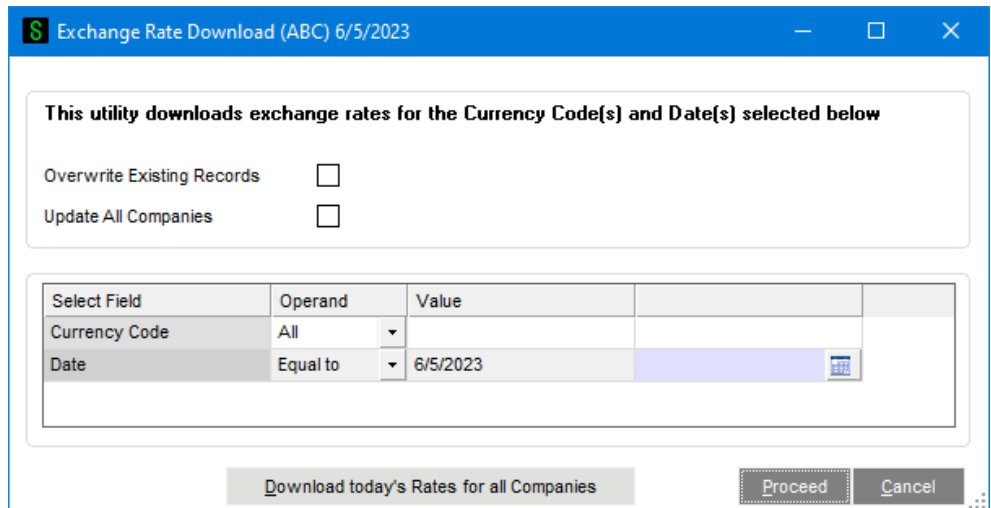 Exchange Rate Download (ABC) 6/5/2023
This utility downloads exchange rates for the Currency Code(s) and Date(s) selected below
Overwrite Existing Records
Update All Companies
Select Field Operand Value
Currency Code All
Date Equal to 6/5/2023
Download today's Rates for all Companies Proceed Cancel